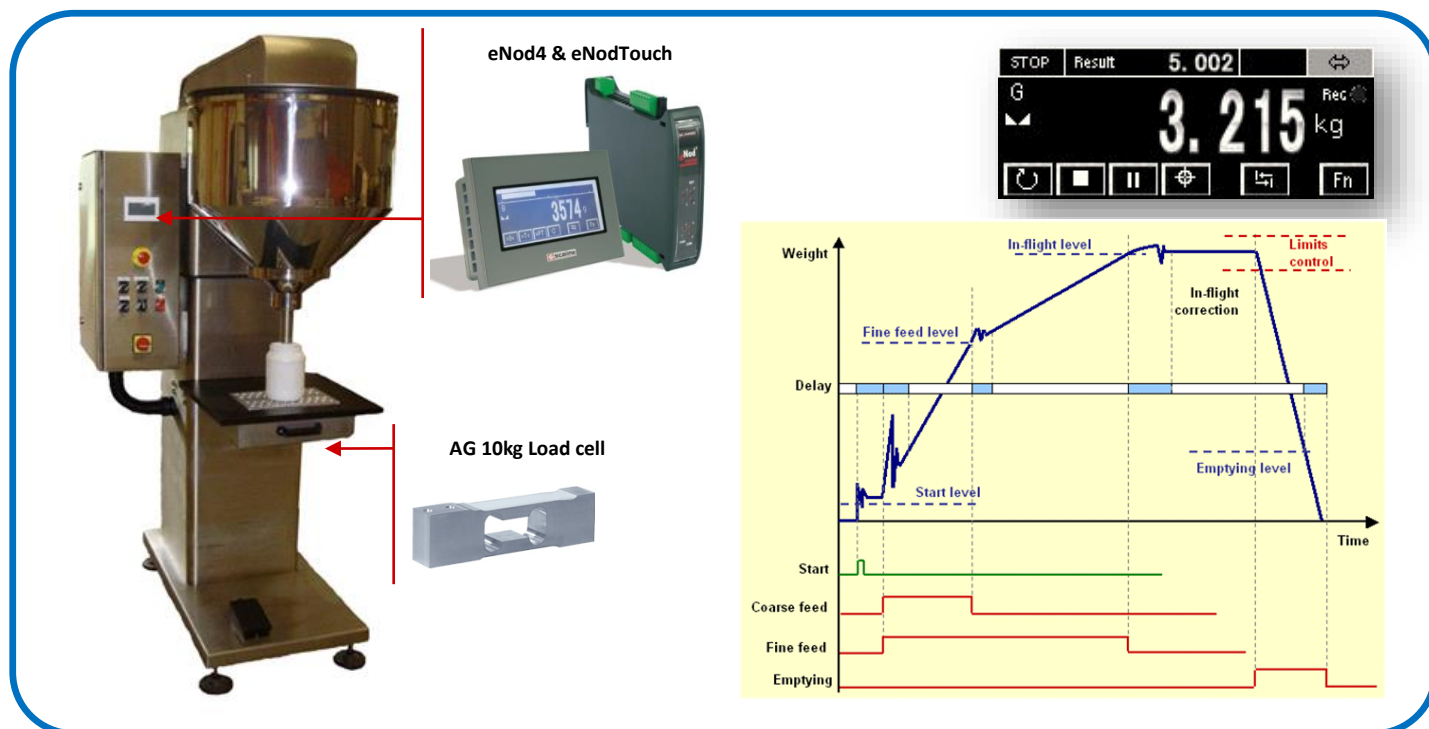 eNod4 & eNodTouch
3574 g
eNod
AG 10kg Load cell
STOP Result 5.002
G
Rec
3.215 kg
Fn
Weight
In-flight level
Limits
control
In-flight
correction
Fine feed level
Delay
Emptying level
Start level
Time
Start
Coarse feed
Fine feed
Emptying